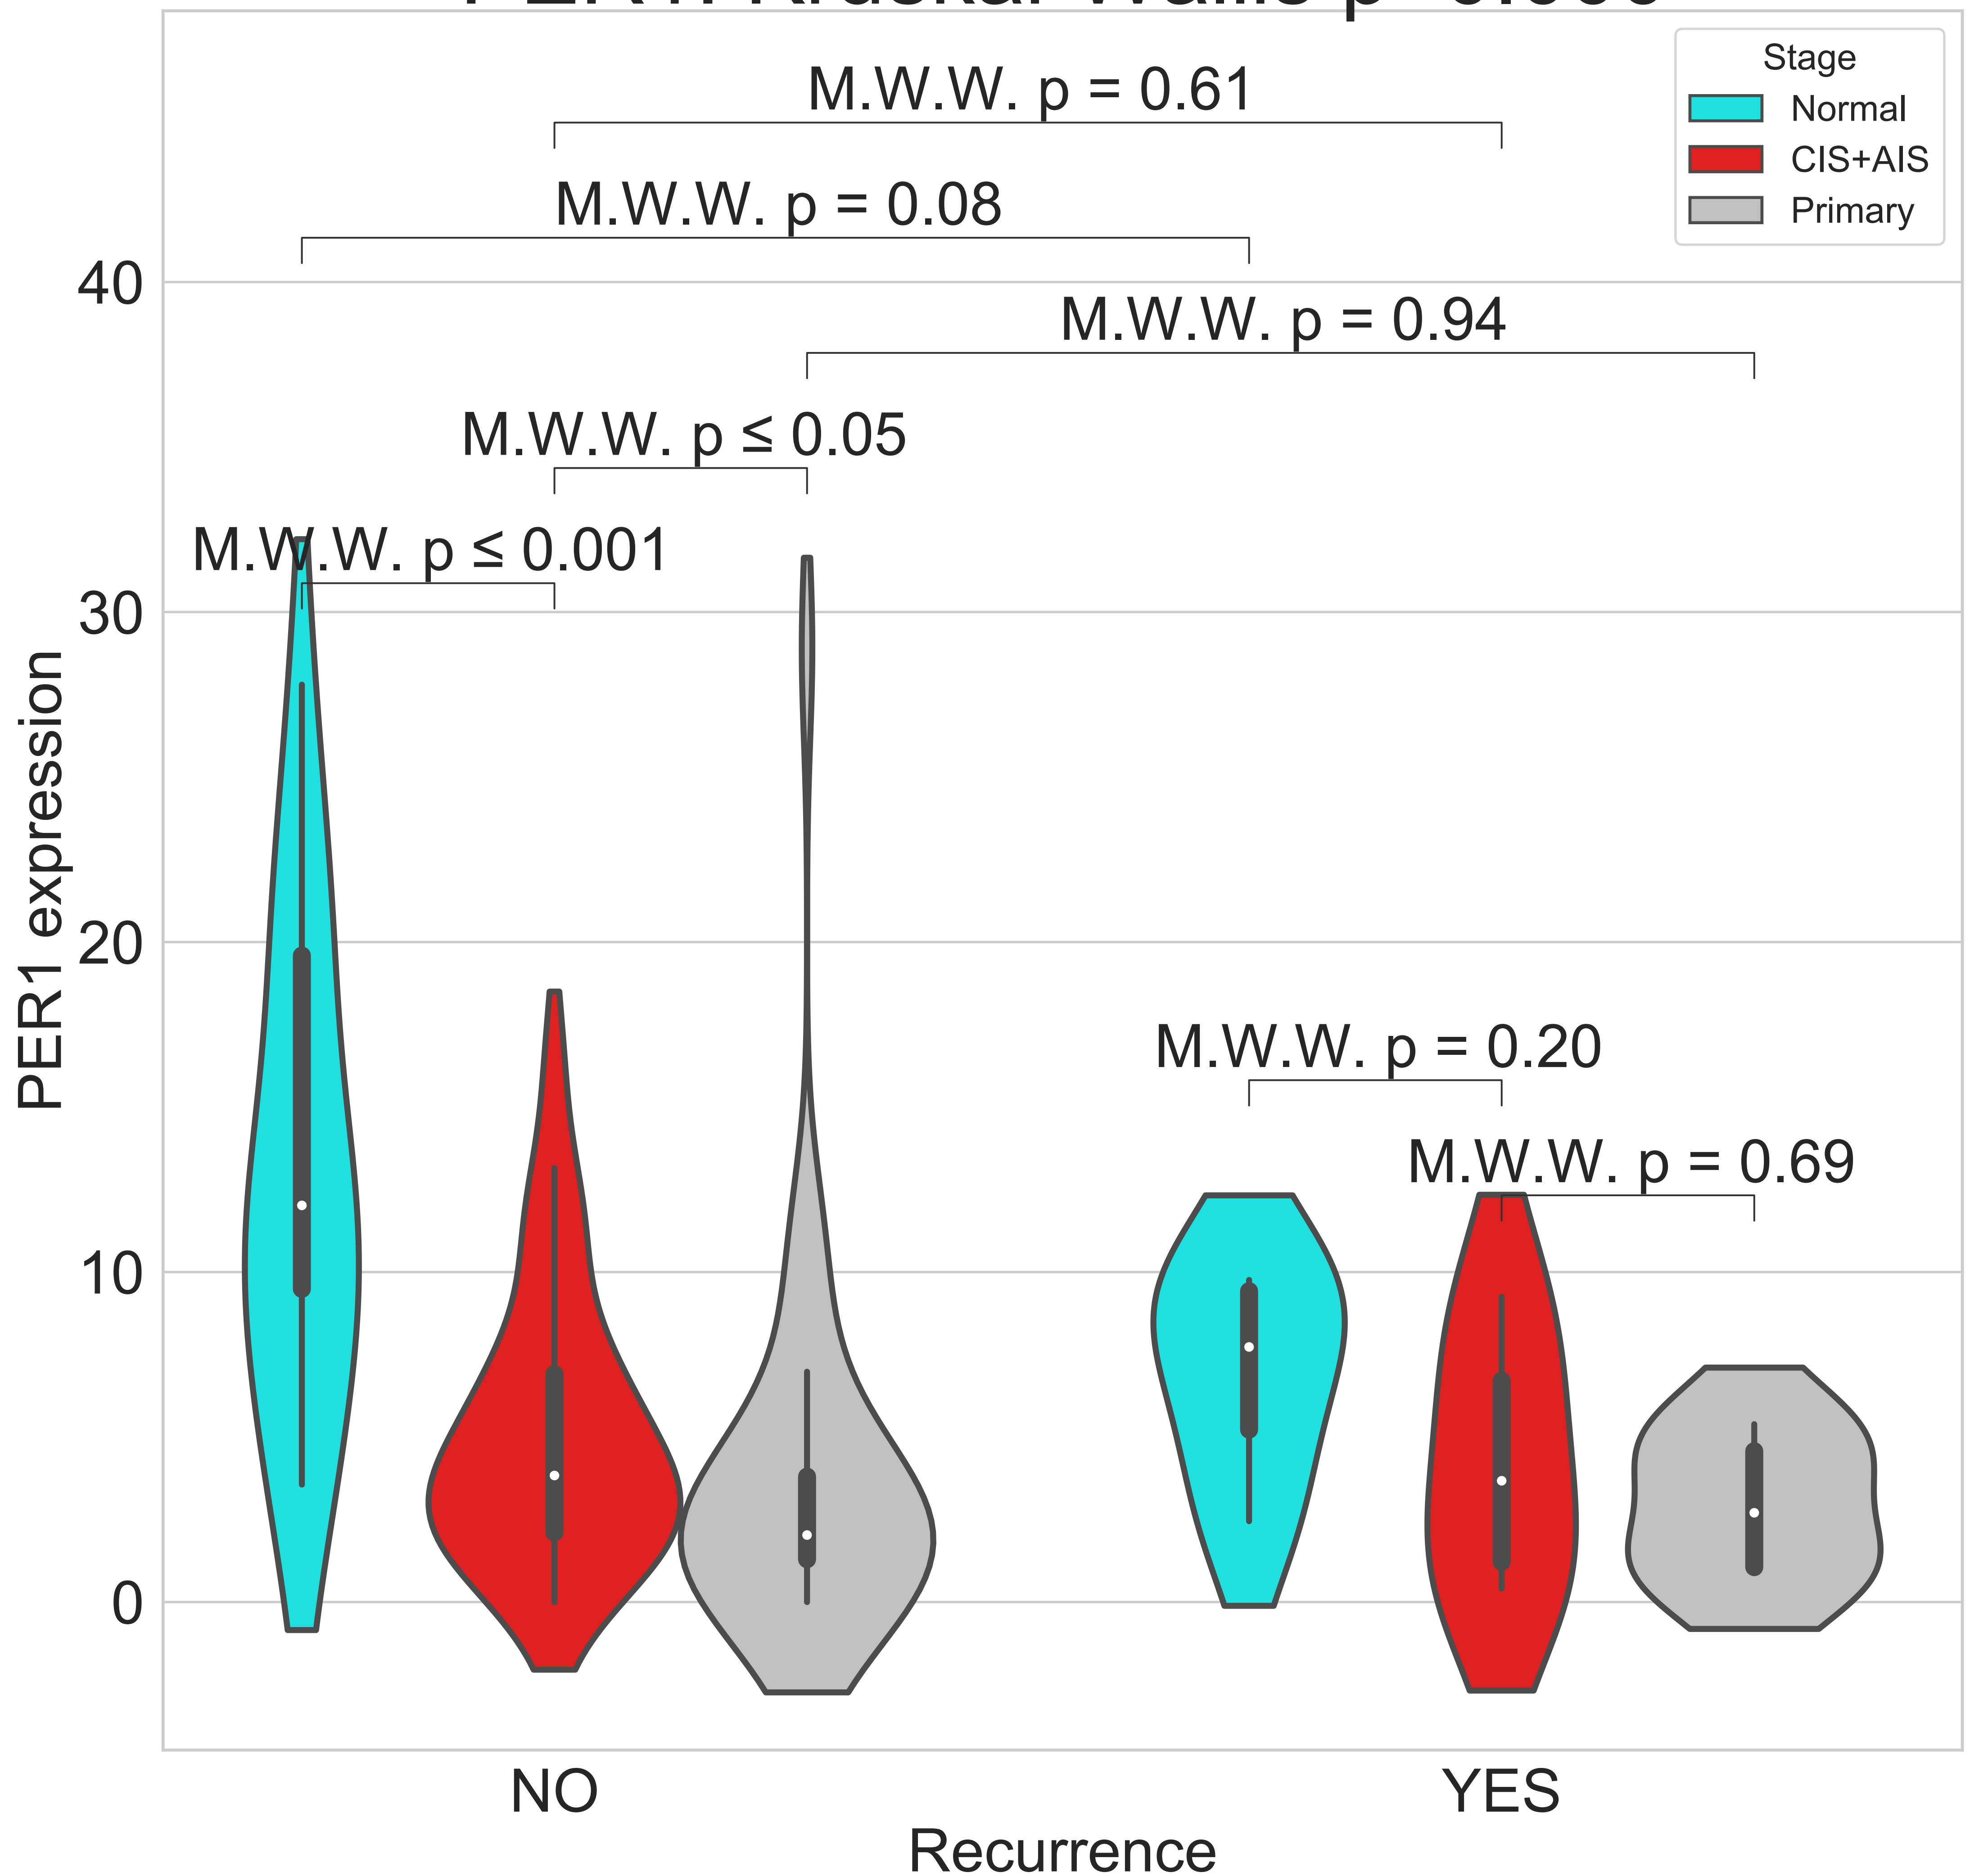 Stage
Normal
CIS+AIS
Primary
M.W.W. p = 0.61
M.W.W. p = 0.08
M.W.W. p = 0.94
M.W.W. p ≤ 0.05
M.W.W. p ≤ 0.001
M.W.W. p = 0.20
M.W.W. p = 0.69
PER1 expression
40
30
20
10
0
NO
YES
Recurrence